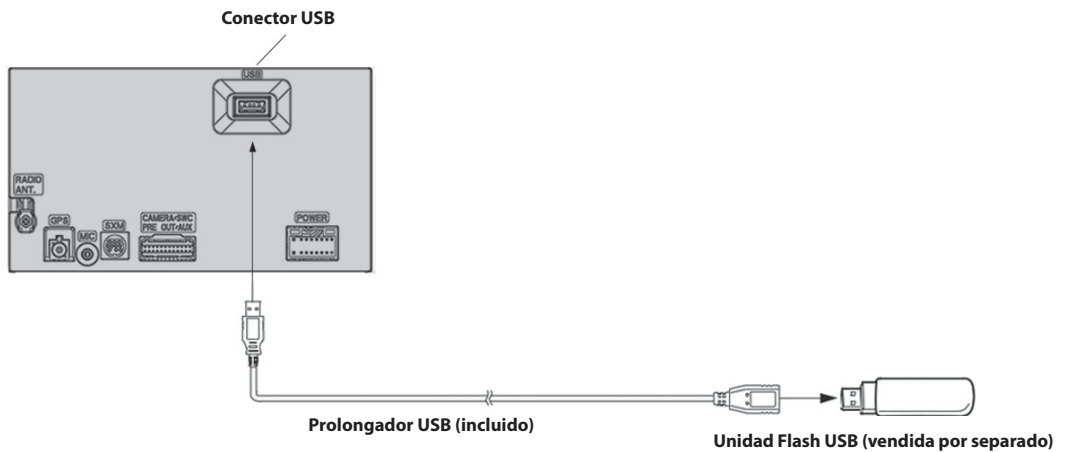 Conector USB
USB
RADIO
ANT.
GPS
MIC
SXM
CAMERA/SWC
PRE OUT•AUX
POWER
Prolongador USB (incluido)
Unidad Flash USB (vendida por separado)